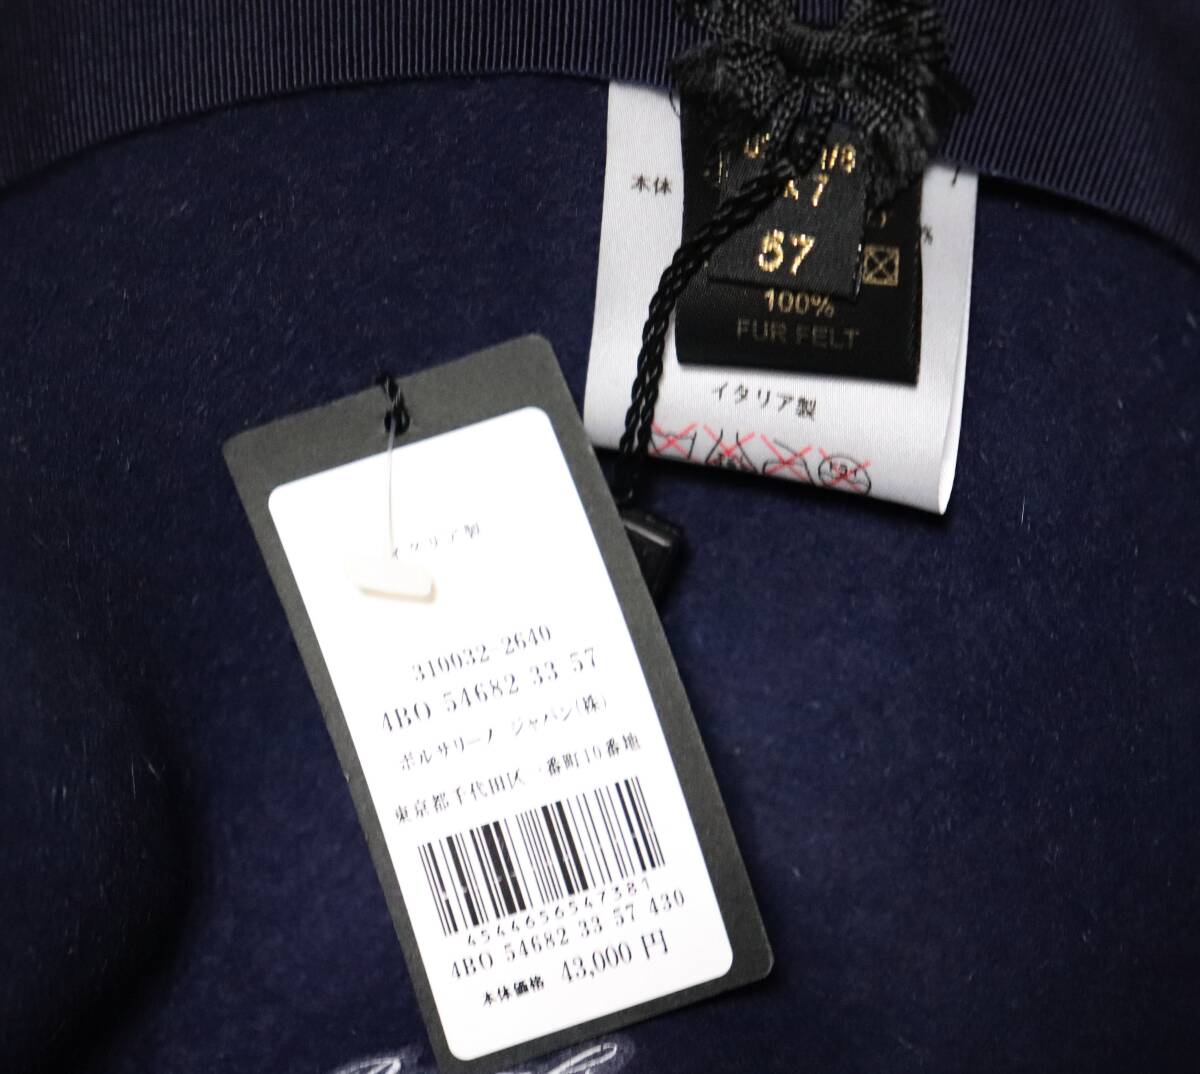 本体
7
57
100%
FUR FELT
イタリア製
イタリア製
310032-2640
4BO 54682 33 57
ボルサリーノ ジャパン(株)
東京都千代田区一番町10番地
4544656547381
4BO 54682 33 57 430
本体価格 43,000 円